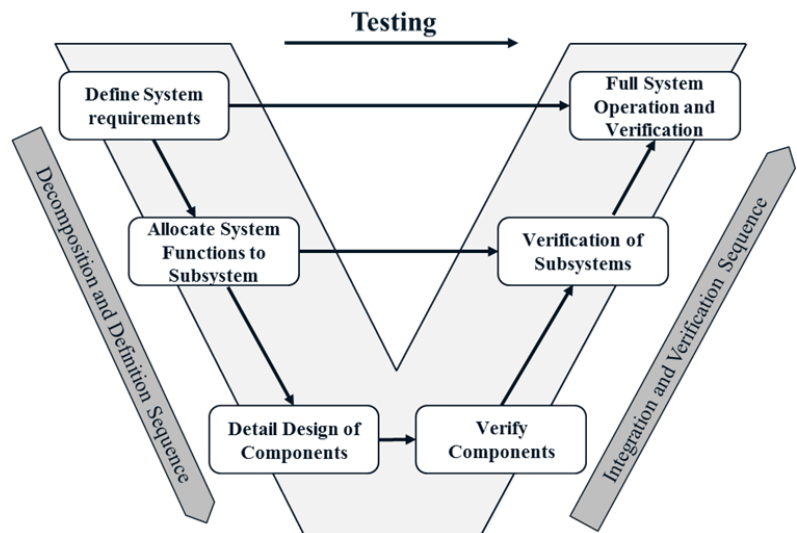 Testing
Define System
requirements
Full System
Operation and
Verification
Decomposition and Definition Sequence
Allocate System
Functions to
Subsystem
Verification of
Subsystems
Integration and Verification Sequence
Detail Design of
Components
Verify
Components